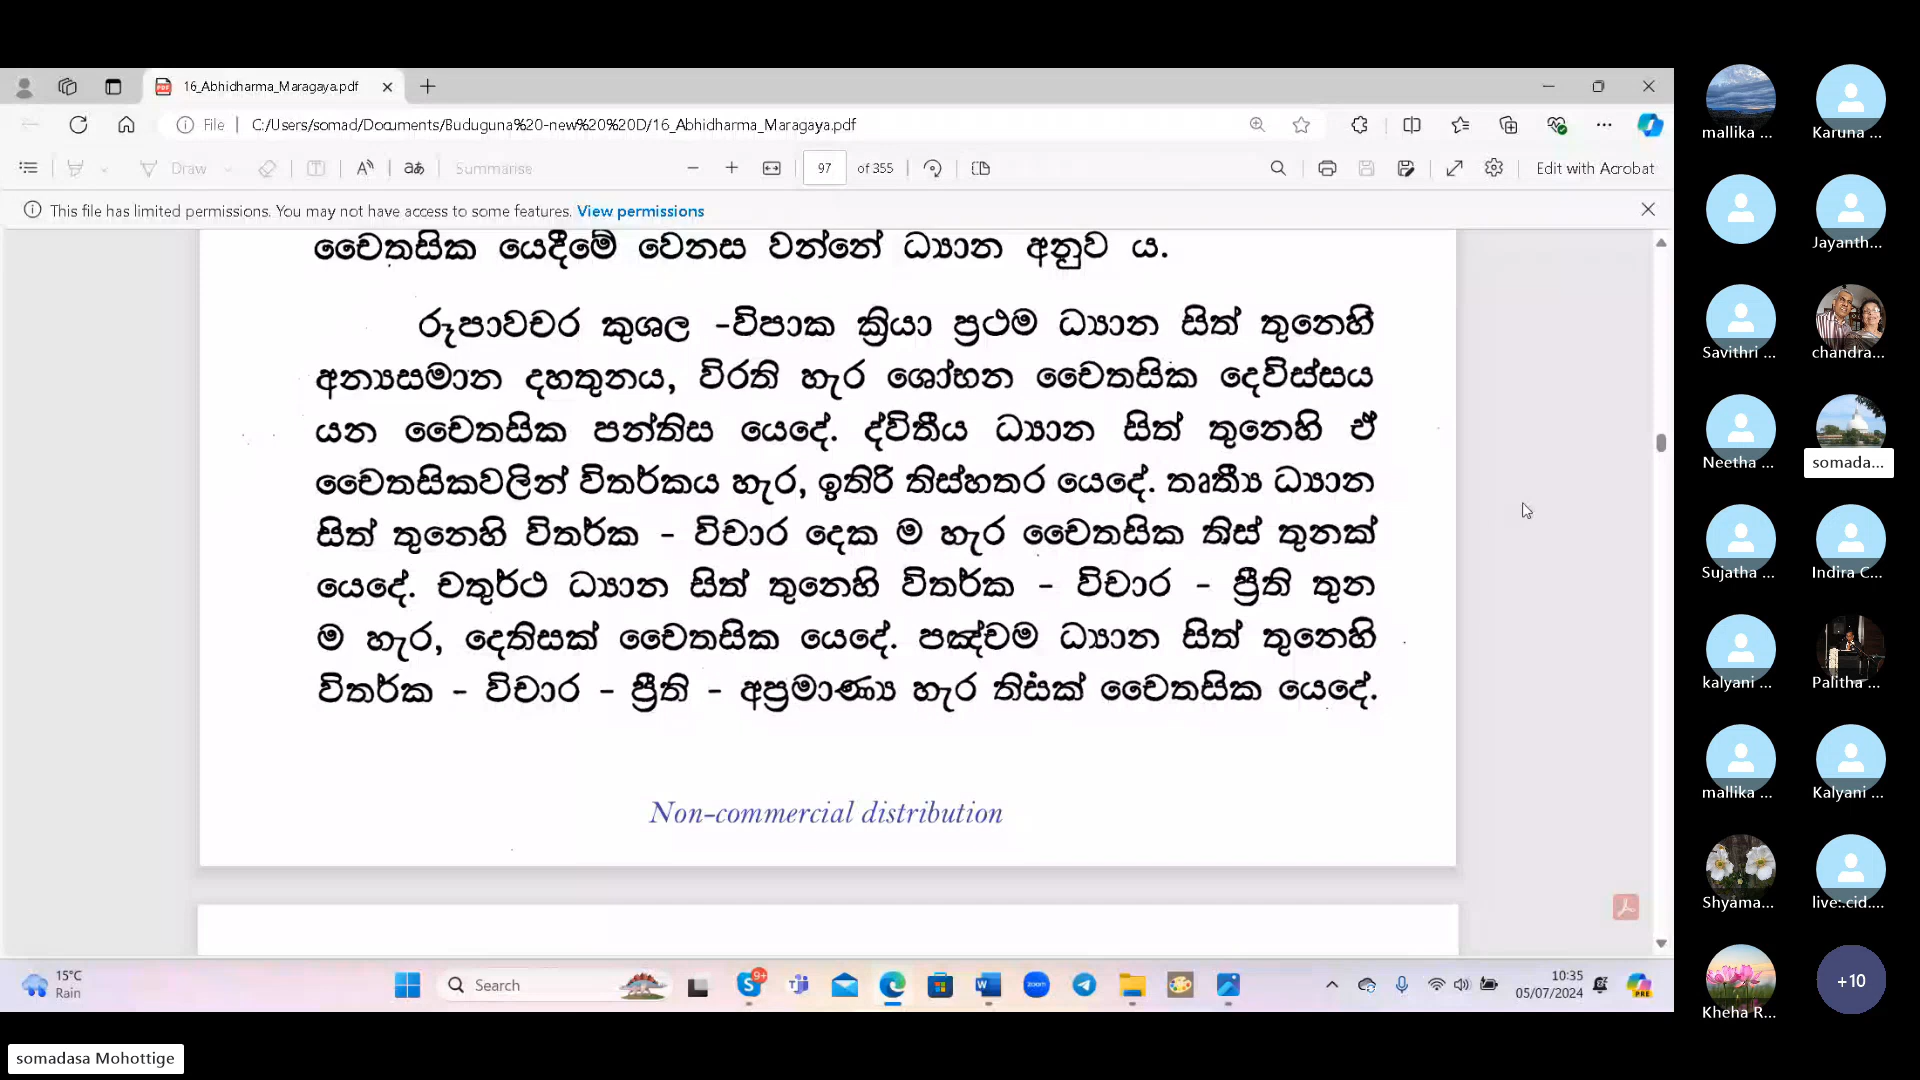 16_Abhidharma_Maragaya.pdf
File | C:/Users/somad/Documents/Buduguna%20-new%20%20D/16_Abhidharma_Maragaya.pdf
Draw
Summarise
97 of 355
Edit with Acrobat
This file has limited permissions. You may not have access to some features. View permissions
චෛතසික යෙදීමේ වෙනස වන්නේ ධ්‍යාන අනුව ය.
රූපාවචර කුශල -විපාක ක්‍රියා ප්‍රථම ධ්‍යාන සිත් තුනෙහි
අන්‍යසමාන දහතුනය, විරති හැර ශෝභන චෛතසික දෙවිස්සය
යන චෛතසික පන්තිස යෙදේ. ද්විතීය ධ්‍යාන සිත් තුනෙහි ඒ
චෛතසිකවලින් විතර්කය හැර, ඉතිරි තිස්හතර යෙදේ. තෘතීය ධ්‍යාන
සිත් තුනෙහි විතර්ක - විචාර දෙක ම හැර චෛතසික තිස් තුනක්
යෙදේ. චතුර්ථ ධ්‍යාන සිත් තුනෙහි විතර්ක - විචාර - ප්‍රීති තුන
ම හැර, දෙතිසක් චෛතසික යෙදේ. පඤ්චම ධ්‍යාන සිත් තුනෙහි
විතර්ක - විචාර - ප්‍රීති - අප්‍රමාණ්‍ය හැර තිසක් චෛතසික යෙදේ.
Non-commercial distribution
15°C
Rain
Search
9+
zoom
PRE
10:35
05/07/2024
mallika ...
Karuna ...
Jayanth...
Savithri ...
chandra...
Neetha ...
somada...
Sujatha ...
Indira C...
kalyani ...
Palitha ...
mallika ...
Kalyani ...
Shyama...
live:.cid....
Kheha R...
+10
somadasa Mohottige